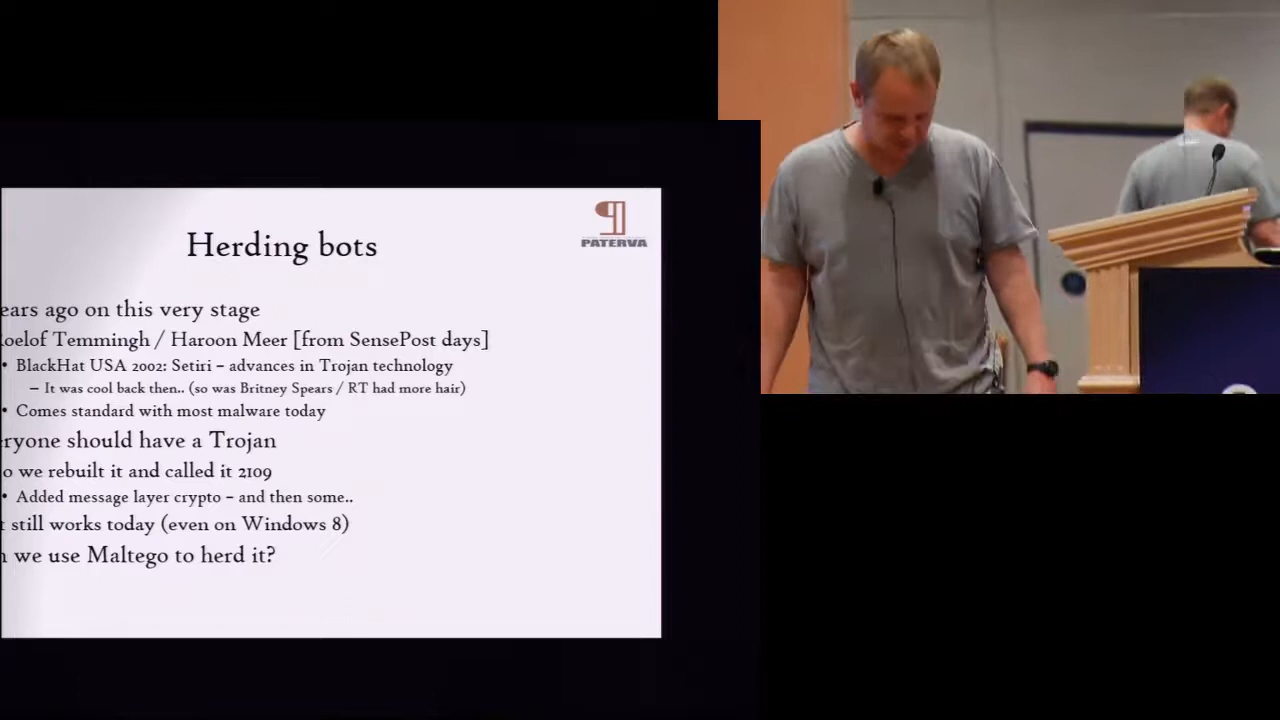 Herding bots
PATERVA
ears ago on this very stage
oelof Temmingh / Haroon Meer [from SensePost days]
• BlackHat USA 2002: Setiri – advances in Trojan technology
– It was cool back then.. (so was Britney Spears / RT had more hair)
• Comes standard with most malware today
eryone should have a Trojan
o we rebuilt it and called it 2109
• Added message layer crypto – and then some..
t still works today (even on Windows 8)
n we use Maltego to herd it?